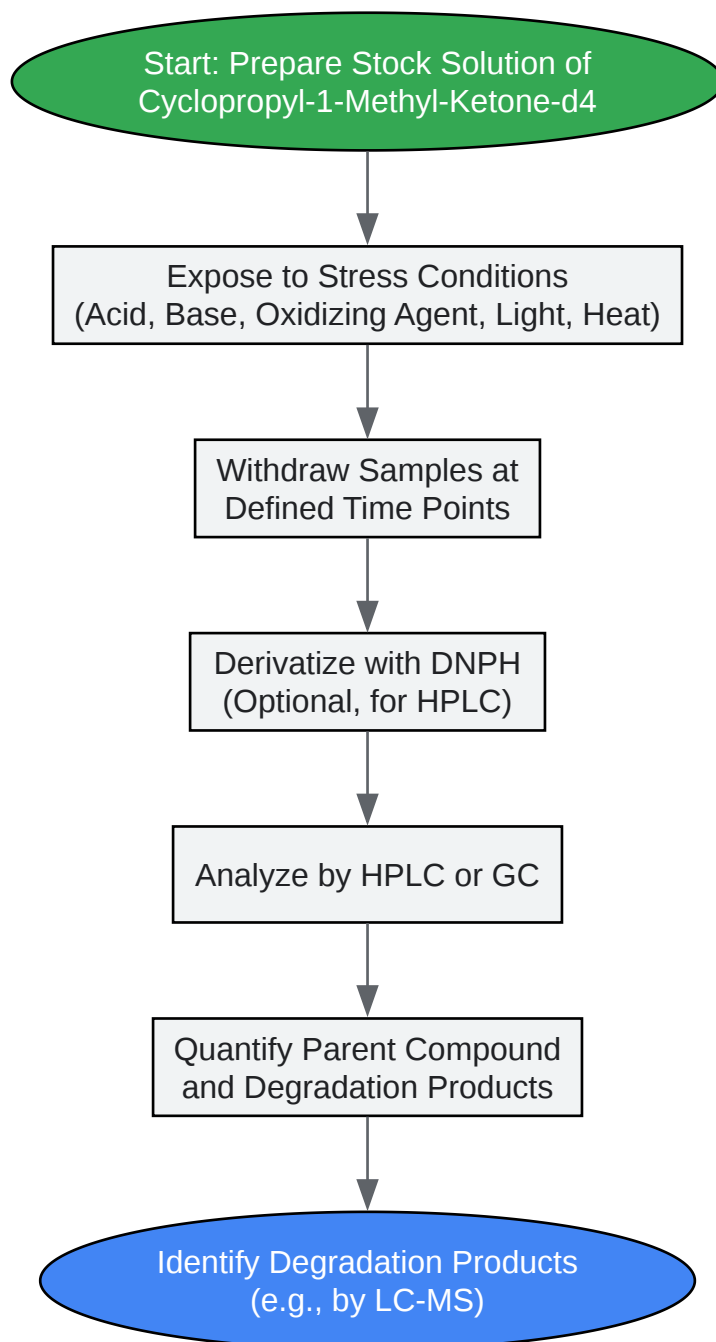 Start: Prepare Stock Solution of
Cyclopropyl-1-Methyl-Ketone-d4
Expose to Stress Conditions
(Acid, Base, Oxidizing Agent, Light, Heat)
Withdraw Samples at
Defined Time Points
Derivatize with DNPH
(Optional, for HPLC)
Analyze by HPLC or GC
Quantify Parent Compound
and Degradation Products
Identify Degradation Products
(e.g., by LC-MS)